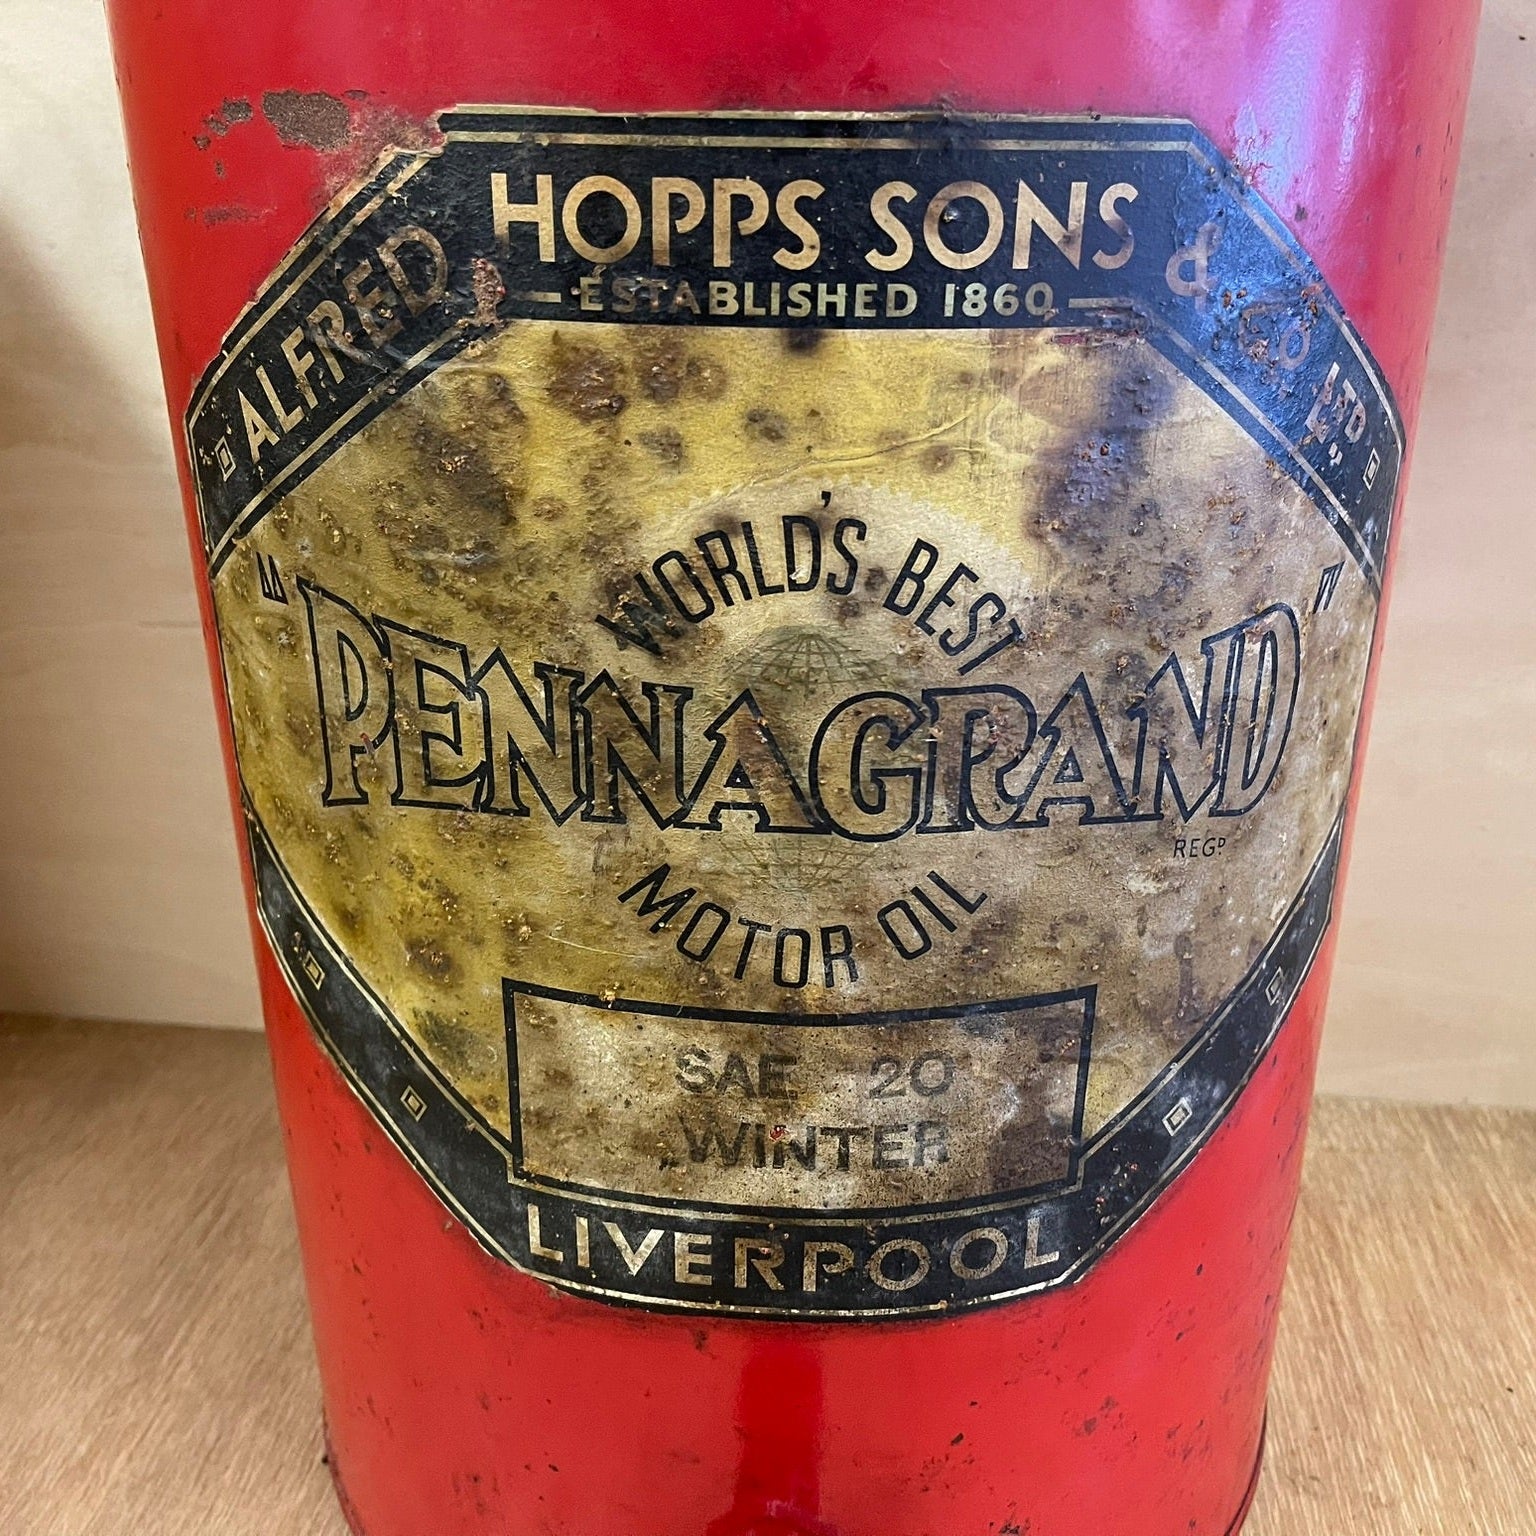 ALFRED HOPPS SONS & CO LTD
ESTABLISHED 1860
WORLD'S BEST
"PENNAGRAND"
REGD
MOTOR OIL
SAE 20
WINTER
LIVERPOOL